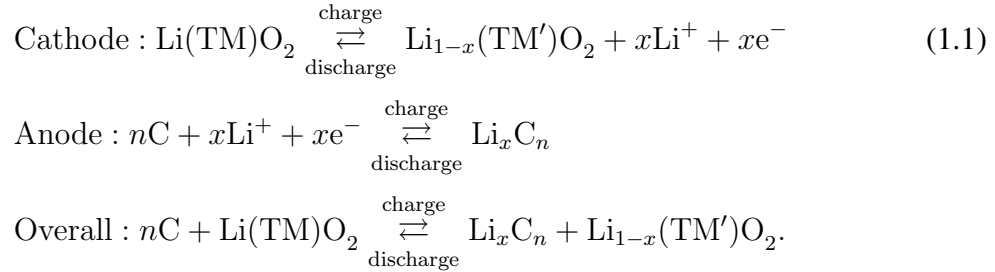 charge
Cathode : Li(TM)O₂ ⇄ Li₁₋ₓ(TM′)O₂ + xLi⁺ + xe⁻ (1.1)
discharge
charge
Anode : nC + xLi⁺ + xe⁻ ⇄ LiₓCₙ
discharge
charge
Overall : nC + Li(TM)O₂ ⇄ LiₓCₙ + Li₁₋ₓ(TM′)O₂.
discharge